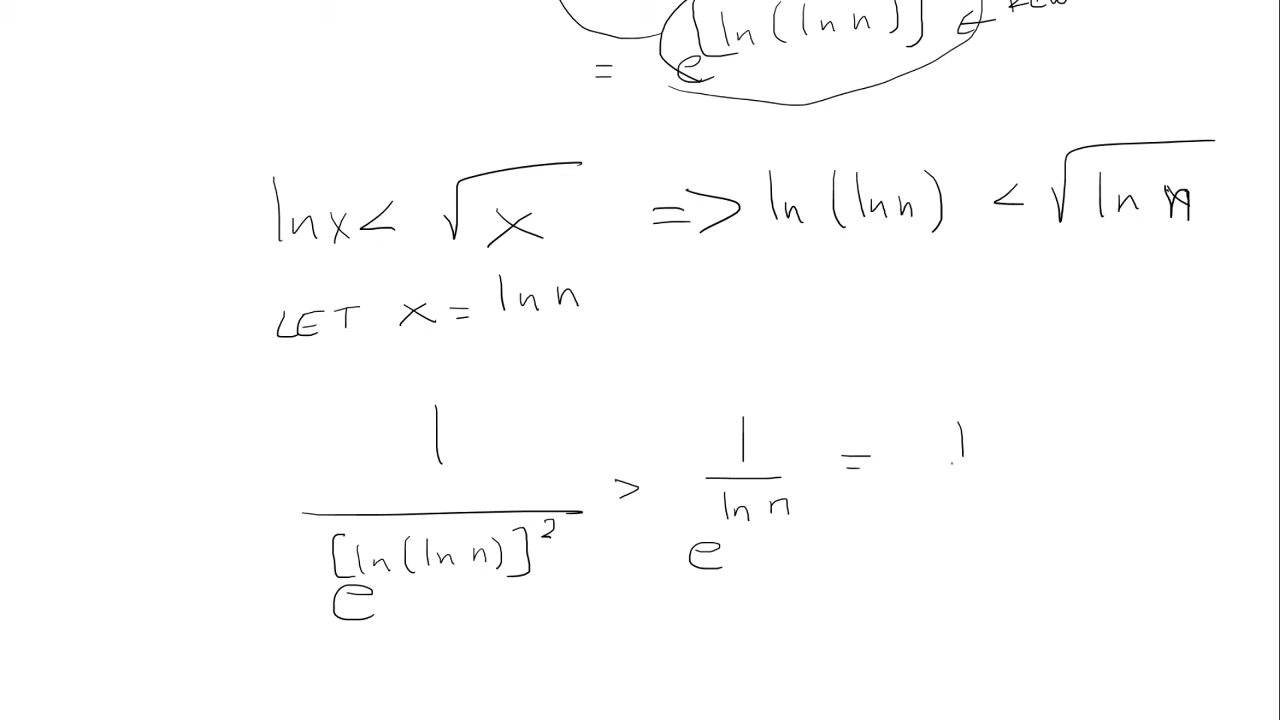 [ln(ln n)]
= e
ln x < √x => ln(ln n) < √ln n
LET x = ln n
1 / e^[ln(ln n)]^2 > 1 / e^ln n = 1